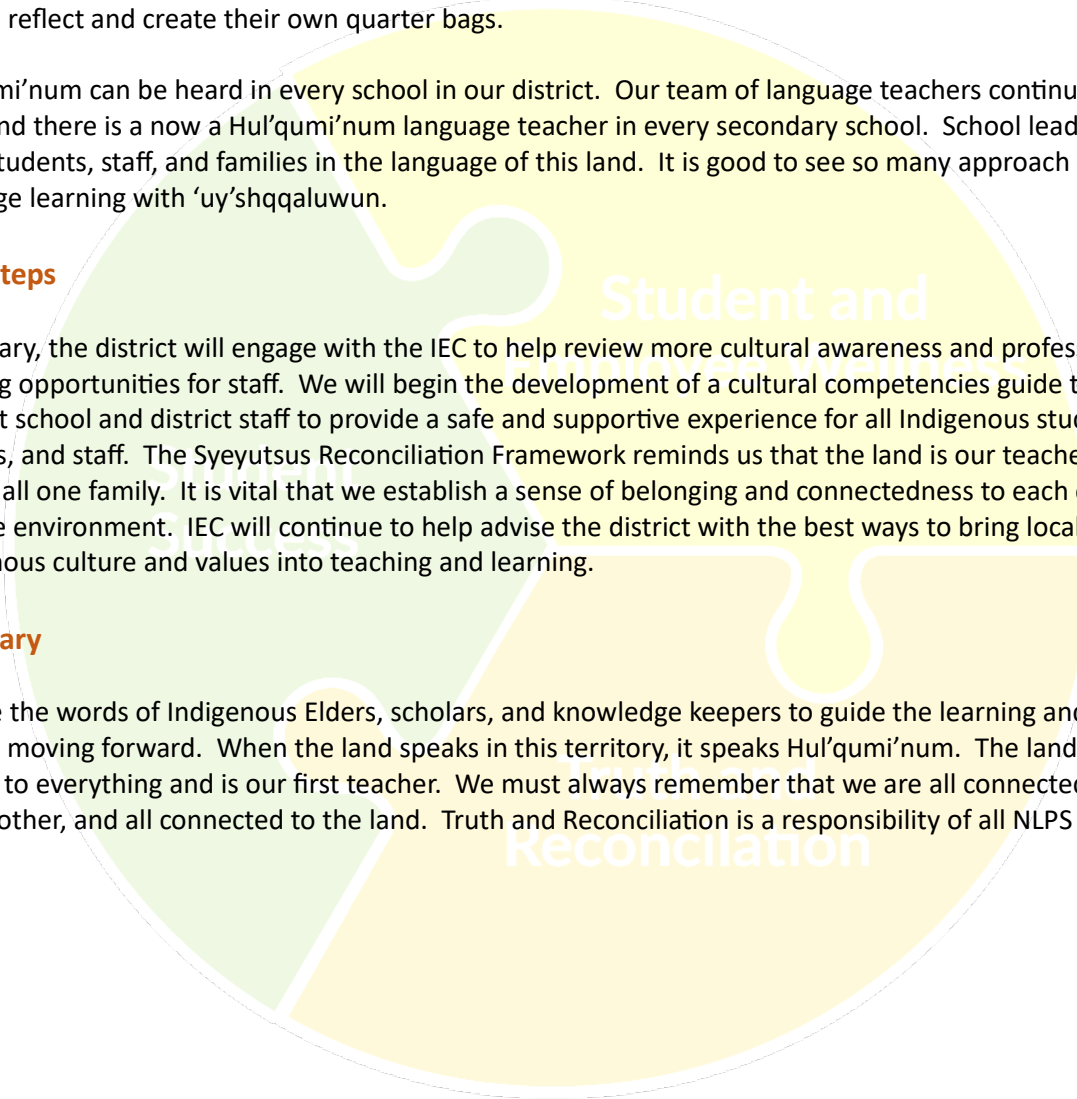 reflect and create their own quarter bags.
mi’num can be heard in every school in our district. Our team of language teachers continu
nd there is a now a Hul’qumi’num language teacher in every secondary school. School lead
tudents, staff, and families in the language of this land. It is good to see so many approach
ge learning with ‘uy’shqqaluwun.
teps
ary, the district will engage with the IEC to help review more cultural awareness and profes
g opportunities for staff. We will begin the development of a cultural competencies guide t
t school and district staff to provide a safe and supportive experience for all Indigenous stu
s, and staff. The Syeyutsus Reconciliation Framework reminds us that the land is our teache
all one family. It is vital that we establish a sense of belonging and connectedness to each
e environment. IEC will continue to help advise the district with the best ways to bring local
nous culture and values into teaching and learning.
ary
e the words of Indigenous Elders, scholars, and knowledge keepers to guide the learning and
moving forward. When the land speaks in this territory, it speaks Hul’qumi’num. The land
to everything and is our first teacher. We must always remember that we are all connected
other, and all connected to the land. Truth and Reconciliation is a responsibility of all NLPS
Student and
Employee Wellness
Student
Success
Truth and
Reconcilation